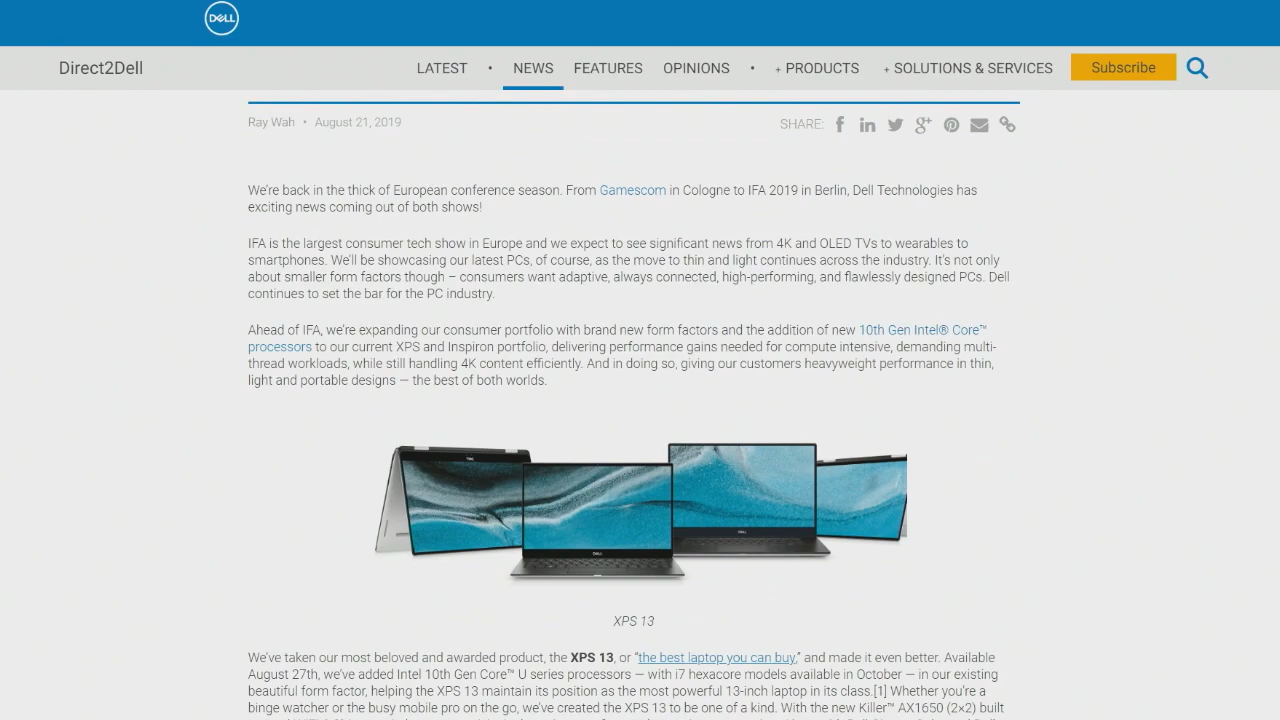 DELL
Direct2Dell
LATEST • NEWS FEATURES OPINIONS • + PRODUCTS + SOLUTIONS & SERVICES Subscribe
Ray Wah • August 21, 2019
SHARE:
We're back in the thick of European conference season. From Gamescom in Cologne to IFA 2019 in Berlin, Dell Technologies has
exciting news coming out of both shows!
IFA is the largest consumer tech show in Europe and we expect to see significant news from 4K and OLED TVs to wearables to
smartphones. We'll be showcasing our latest PCs, of course, as the move to thin and light continues across the industry. It's not only
about smaller form factors though – consumers want adaptive, always connected, high-performing, and flawlessly designed PCs. Dell
continues to set the bar for the PC industry.
Ahead of IFA, we're expanding our consumer portfolio with brand new form factors and the addition of new 10th Gen Intel® Core™
processors to our current XPS and Inspiron portfolio, delivering performance gains needed for compute intensive, demanding multi-
thread workloads, while still handling 4K content efficiently. And in doing so, giving our customers heavyweight performance in thin,
light and portable designs — the best of both worlds.
XPS 13
We've taken our most beloved and awarded product, the XPS 13, or “the best laptop you can buy,” and made it even better. Available
August 27th, we've added Intel 10th Gen Core™ U series processors — with i7 hexacore models available in October — in our existing
beautiful form factor, helping the XPS 13 maintain its position as the most powerful 13-inch laptop in its class.[1] Whether you're a
binge watcher or the busy mobile pro on the go, we've created the XPS 13 to be one of a kind. With the new Killer™ AX1650 (2×2) built